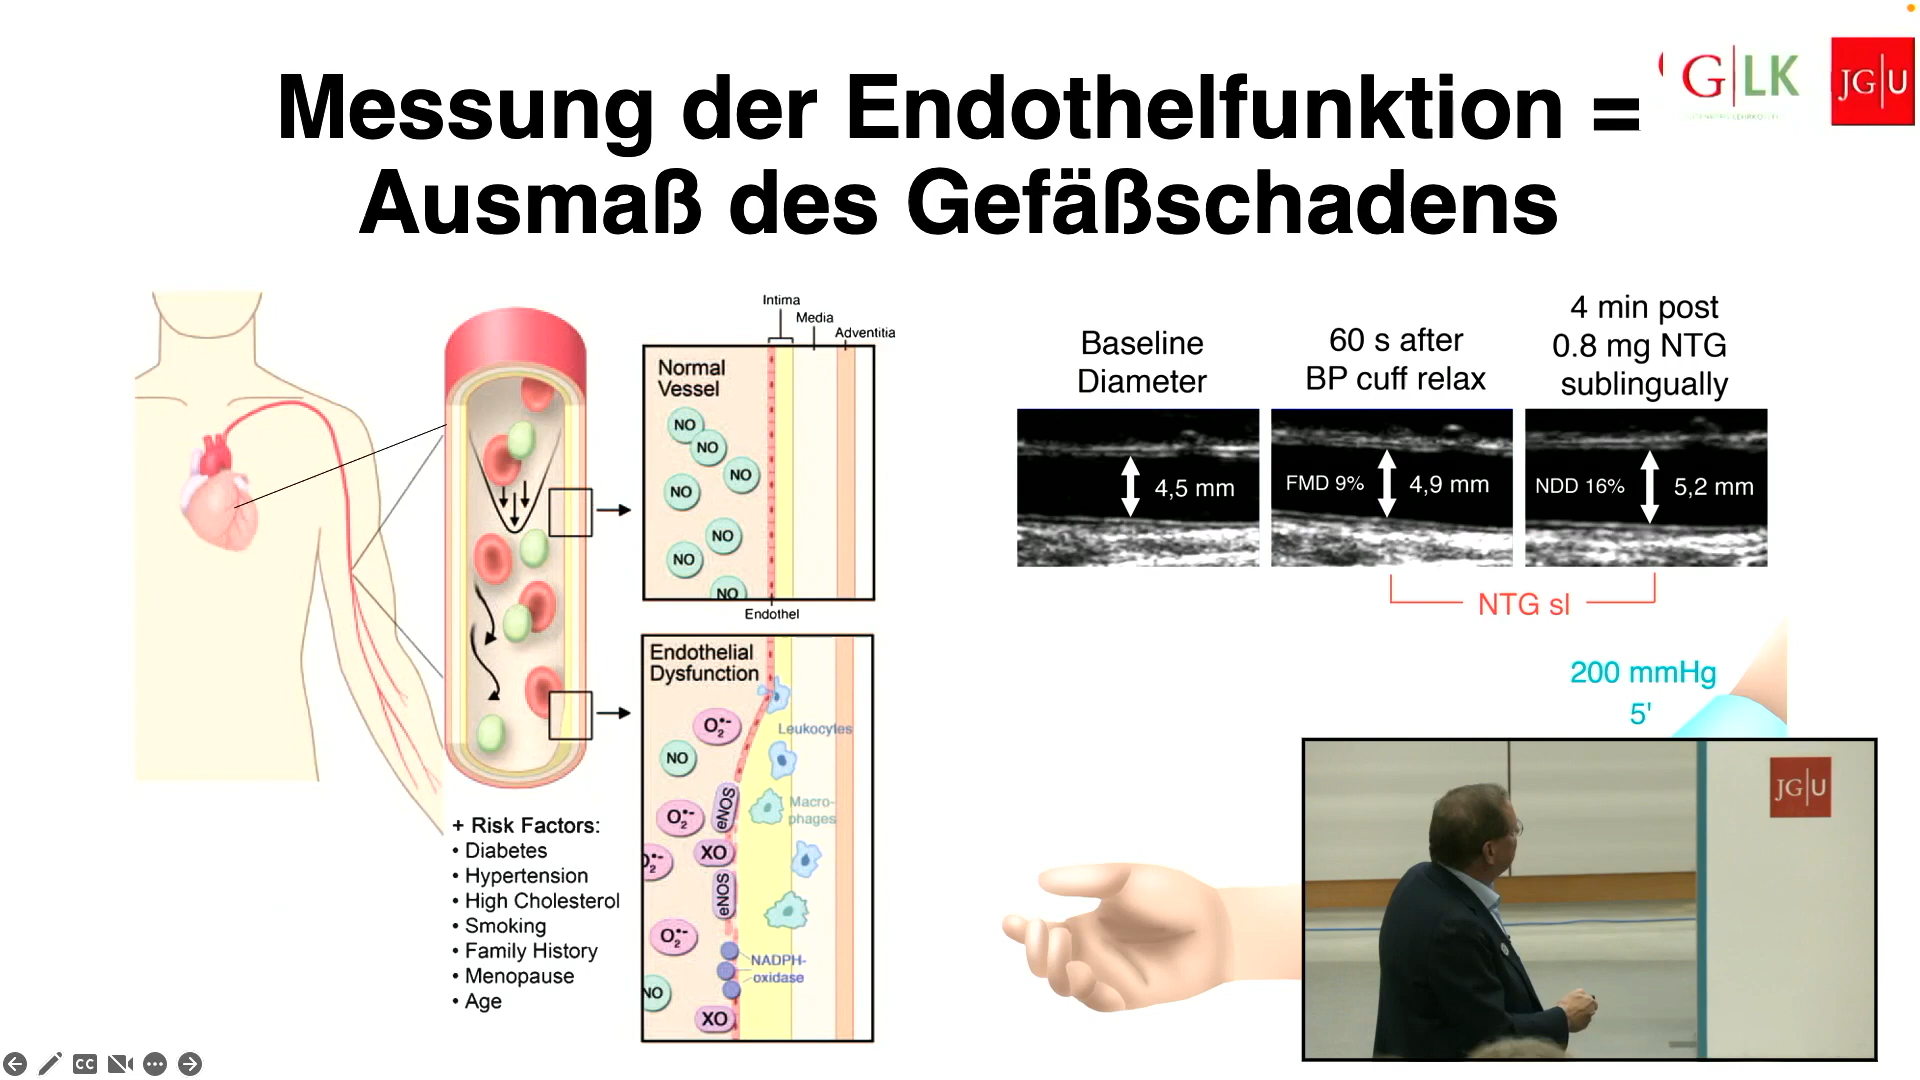 Messung der Endothelfunktion =
Ausmaß des Gefäßschadens
G|LK
JG|U
Intima
Media
Adventitia
Normal
Vessel
NO
NO
NO
NO
NO
NO
NO
Endothel
Endothelial
Dysfunction
O₂•-
Leukocytes
NO
eNOS
O₂•-
Macro-
phages
XO
O₂•-
eNOS
O₂•-
NADPH-
oxidase
NO
XO
+ Risk Factors:
• Diabetes
• Hypertension
• High Cholesterol
• Smoking
• Family History
• Menopause
• Age
Baseline
Diameter
60 s after
BP cuff relax
4 min post
0.8 mg NTG
sublingually
4,5 mm
FMD 9%
4,9 mm
NDD 16%
5,2 mm
NTG sl
200 mmHg
5'
JG|U
CC